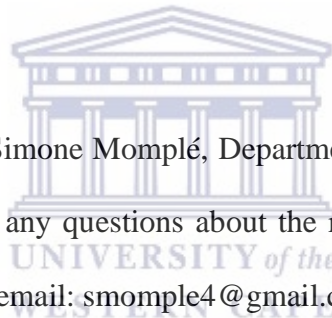 Simone Momplé, Departme
any questions about the
UNIVERSITY of the
email: smomple4@gmail.c
WESTERN CAPE